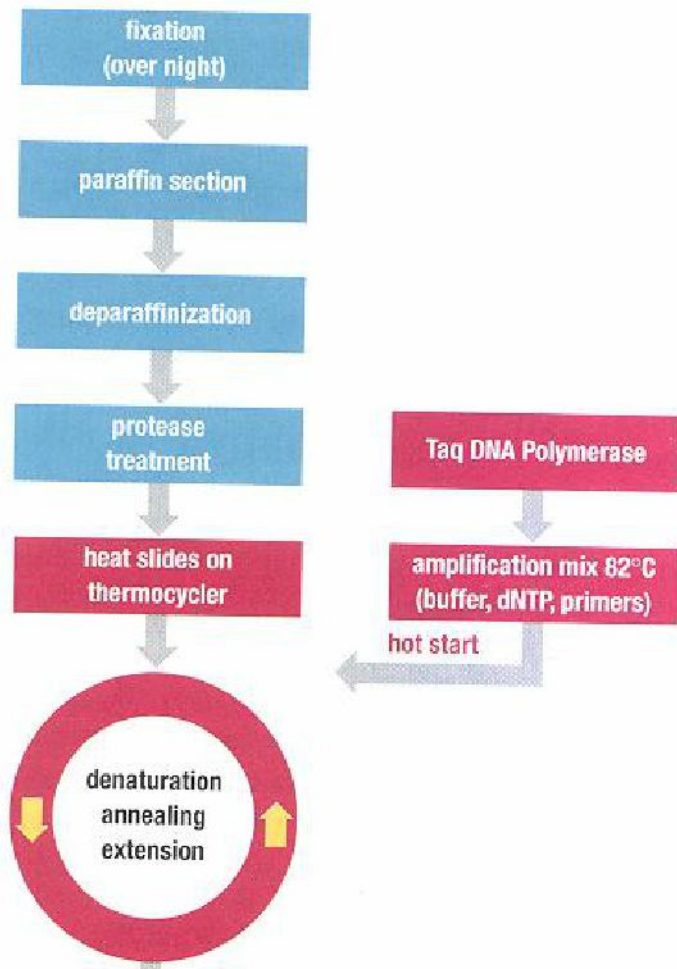 fixation
(over night)
paraffin section
deparaffinization
protease
treatment
Taq DNA Polymerase
heat slides on
thermocycler
amplification mix 82°C
(buffer, dNTP, primers)
hot start
denaturation
annealing
extension